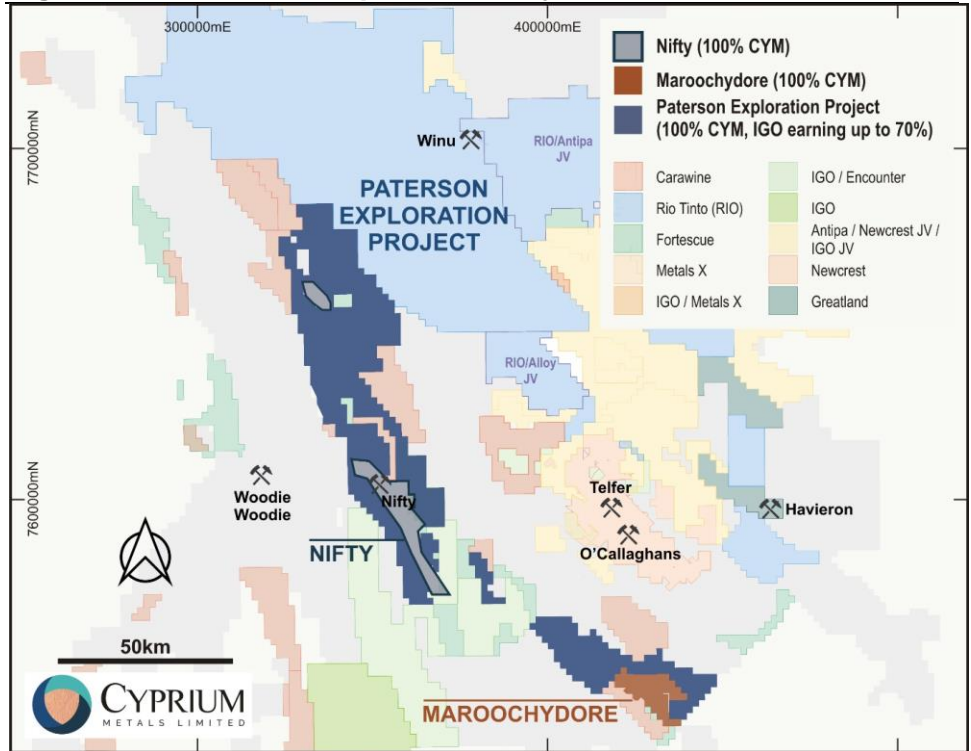 300000mE
400000mE
7700000mN
7600000mN
Nifty (100% CYM)
Maroochydore (100% CYM)
Paterson Exploration Project
(100% CYM, IGO earning up to 70%)
Carawine
Rio Tinto (RIO)
Fortescue
Metals X
IGO / Metals X
IGO / Encounter
IGO
Antipa / Newcrest JV /
IGO JV
Newcrest
Greatland
Winu
RIO/Antipa
JV
PATERSON
EXPLORATION
PROJECT
RIO/Alloy
JV
Woodie
Woodie
Nifty
Telfer
O'Callaghans
Havieron
NIFTY
50km
CYPRIUM
METALS LIMITED
MAROOCHYDORE